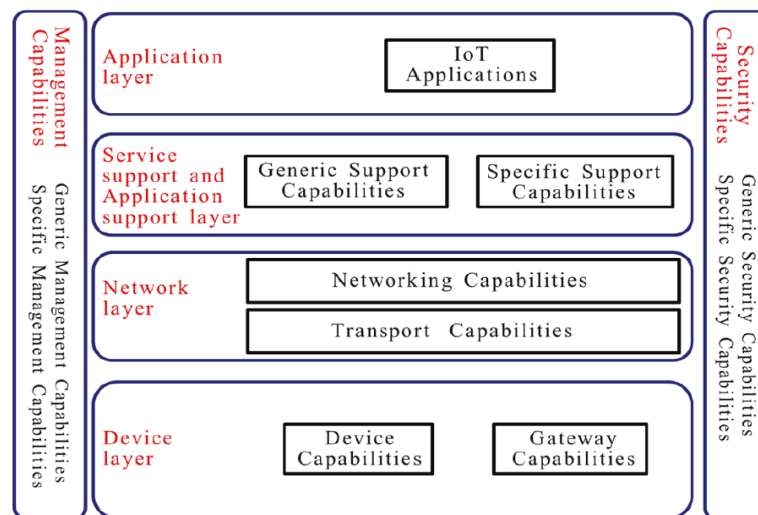 Management
Capabilities
Generic Management Capabilities
Specific Management Capabilities
Application
layer
IoT
Applications
Service
support and
Application
support layer
Generic Support
Capabilities
Specific Support
Capabilities
Network
layer
Networking Capabilities
Transport Capabilities
Device
layer
Device
Capabilities
Gateway
Capabilities
Security
Capabilities
Generic Security Capabilities
Specific Security Capabilities